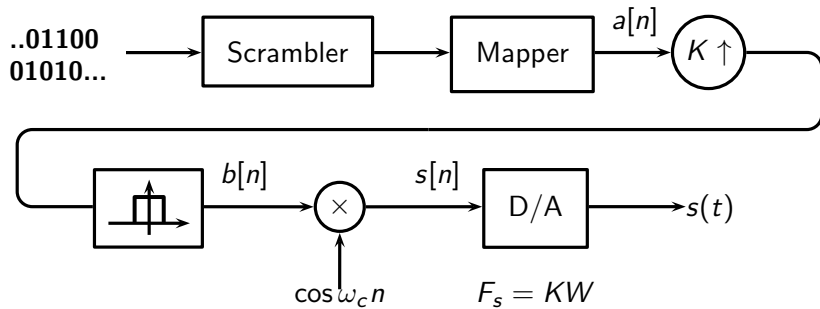 ..01100
01010...
Scrambler
Mapper
a[n]
K ↑
b[n]
×
s[n]
D/A
s(t)
cos ω_c n
F_s = KW